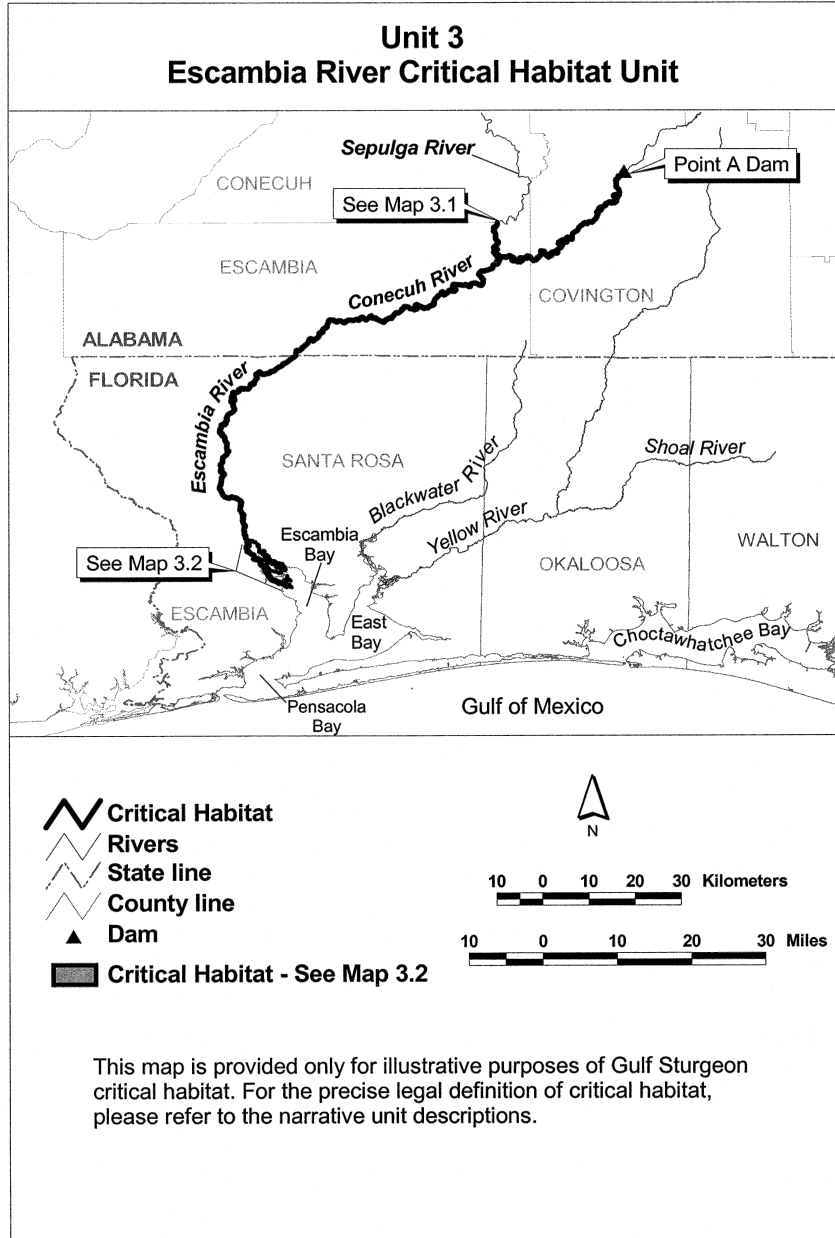 Unit 3
Escambia River Critical Habitat Unit
Sepulga River
Point A Dam
CONECUH
See Map 3.1
ESCAMBIA
Conecuh River
COVINGTON
ALABAMA
FLORIDA
Escambia River
SANTA ROSA
Blackwater River
Shoal River
Yellow River
Escambia
Bay
See Map 3.2
WALTON
OKALOOSA
ESCAMBIA
East
Bay
Choctawhatchee Bay
Pensacola
Bay
Gulf of Mexico
Critical Habitat
Rivers
State line
County line
Dam
Critical Habitat - See Map 3.2
N
10 0 10 20 30 Kilometers
10 0 10 20 30 Miles
This map is provided only for illustrative purposes of Gulf Sturgeon
critical habitat. For the precise legal definition of critical habitat,
please refer to the narrative unit descriptions.